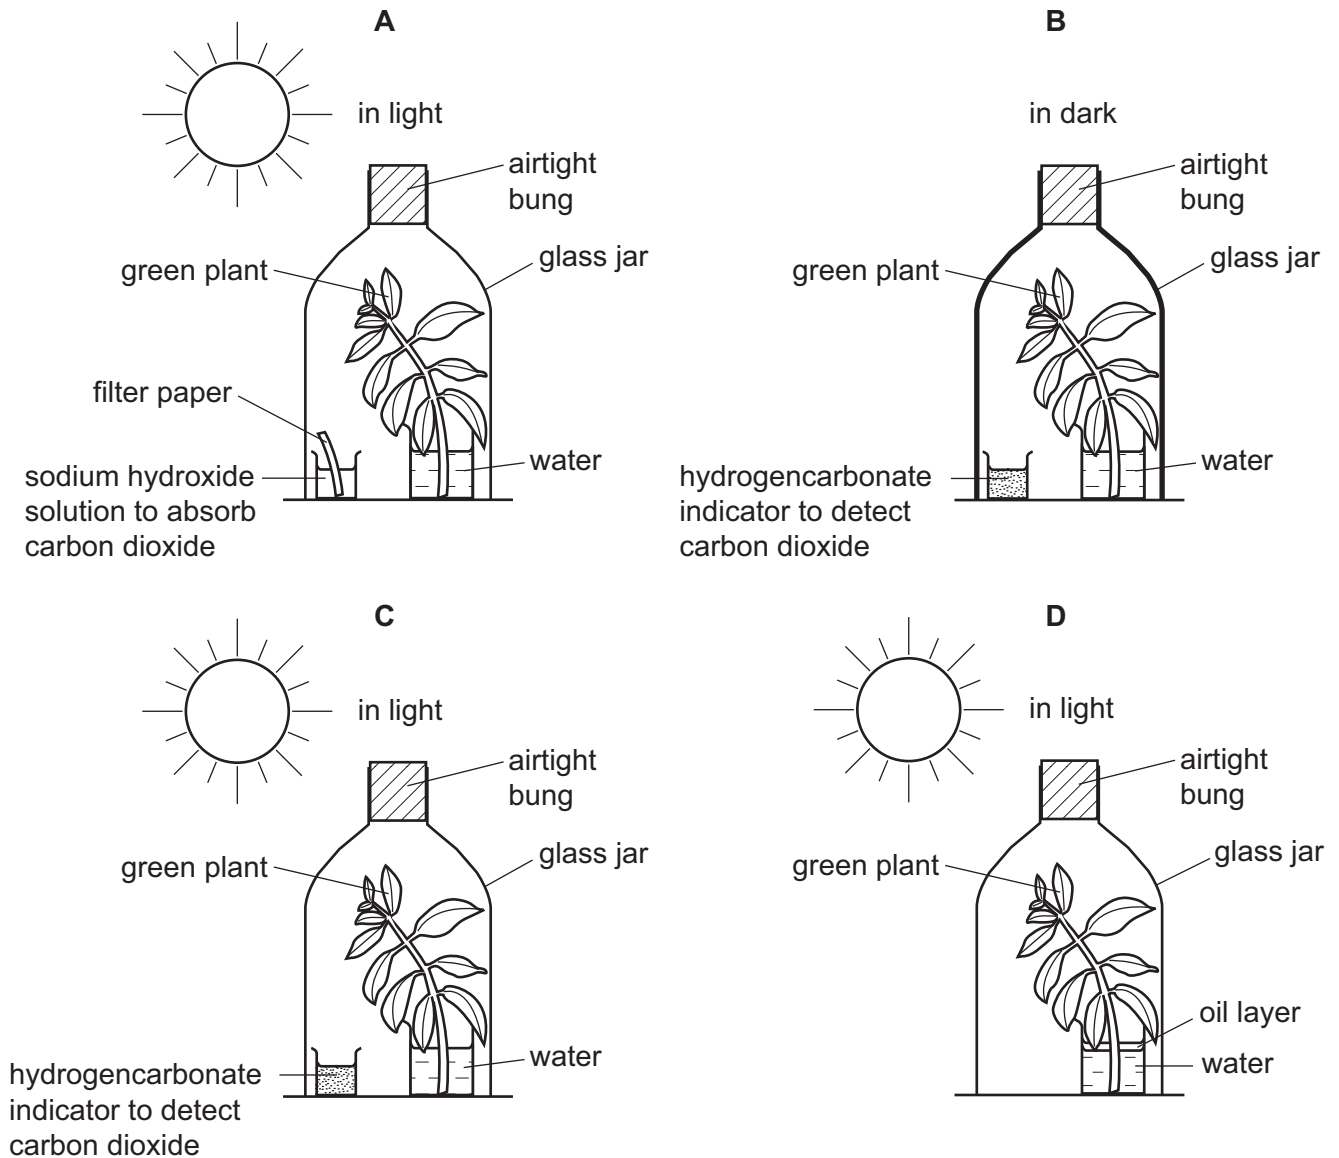 A
in light
airtight
bung
green plant
glass jar
filter paper
water
sodium hydroxide
solution to absorb
carbon dioxide
B
in dark
airtight
bung
green plant
glass jar
water
hydrogencarbonate
indicator to detect
carbon dioxide
C
in light
airtight
bung
green plant
glass jar
water
hydrogencarbonate
indicator to detect
carbon dioxide
D
in light
airtight
bung
green plant
glass jar
oil layer
water